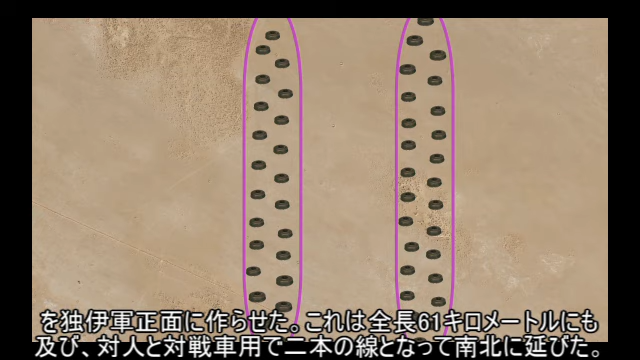 を独伊軍正面に作らせた。これは全長61キロメートルにも
及び、対人と対戦車用で二本の線となって南北に延びた。